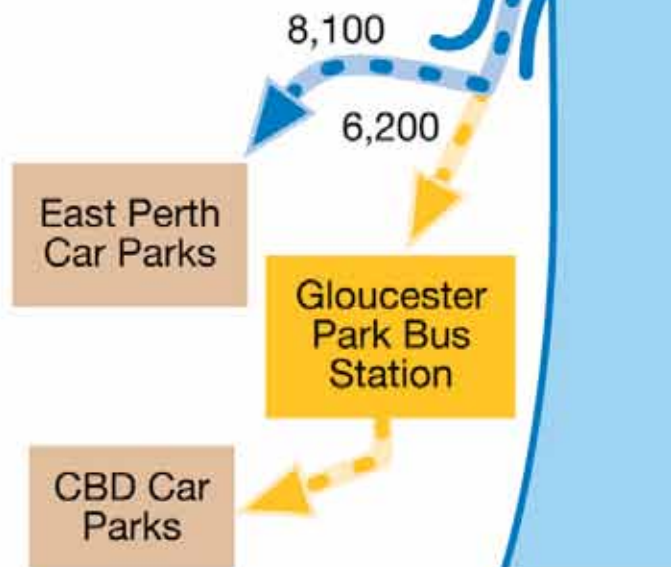 8,100
6,200
East Perth
Car Parks
Gloucester
Park Bus
Station
CBD Car
Parks